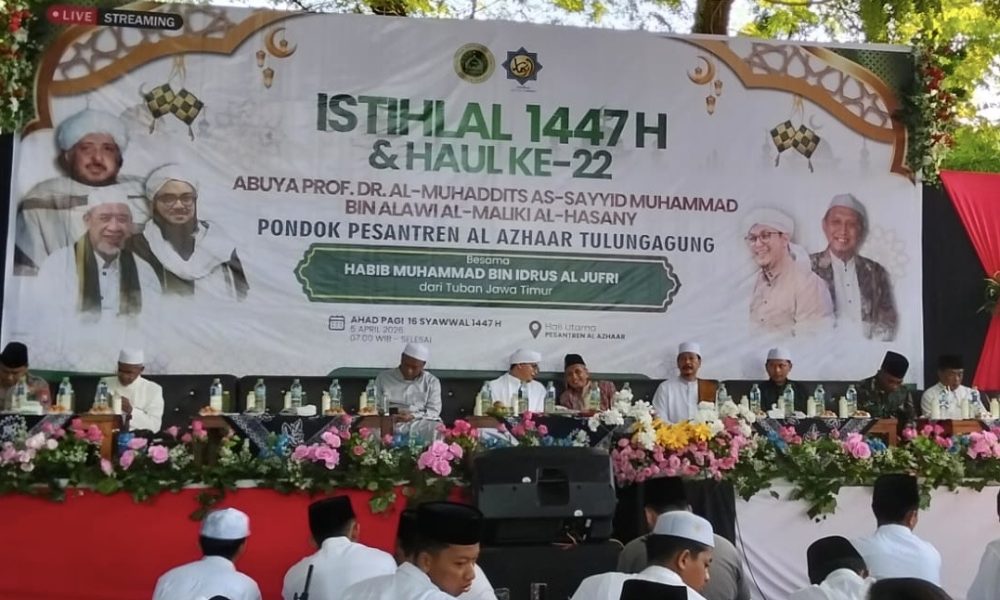 LIVE STREAMING
ISTIHLAL 1447 H
& HAUL KE-22
ABUYA PROF. DR. AL-MUHADDITS AS-SAYYID MUHAMMAD
BIN ALAWI AL-MALIKI AL-HASANY
PONDOK PESANTREN AL AZHAAR TULUNGAGUNG
Besama
HABIB MUHAMMAD BIN IDRUS AL JUFRI
dari Tuban Jawa Timur
AHAD PAGI 16 SYAWWAL 1447 H
5 APRIL 2026
07.00 WIB - SELESAI
Hall Utama
PESANTREN AL AZHAAR